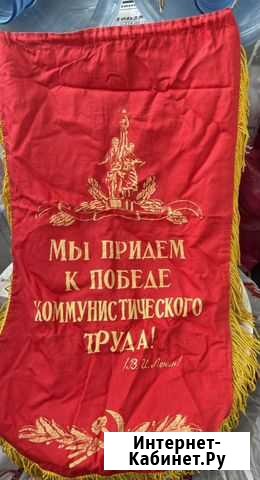 МЫ ПРИДЕМ
К ПОБЕДЕ
КОММУНИСТИЧЕСКОГО
ТРУДА!
В. И. Ленин
Интернет-
Кабинет.Ру